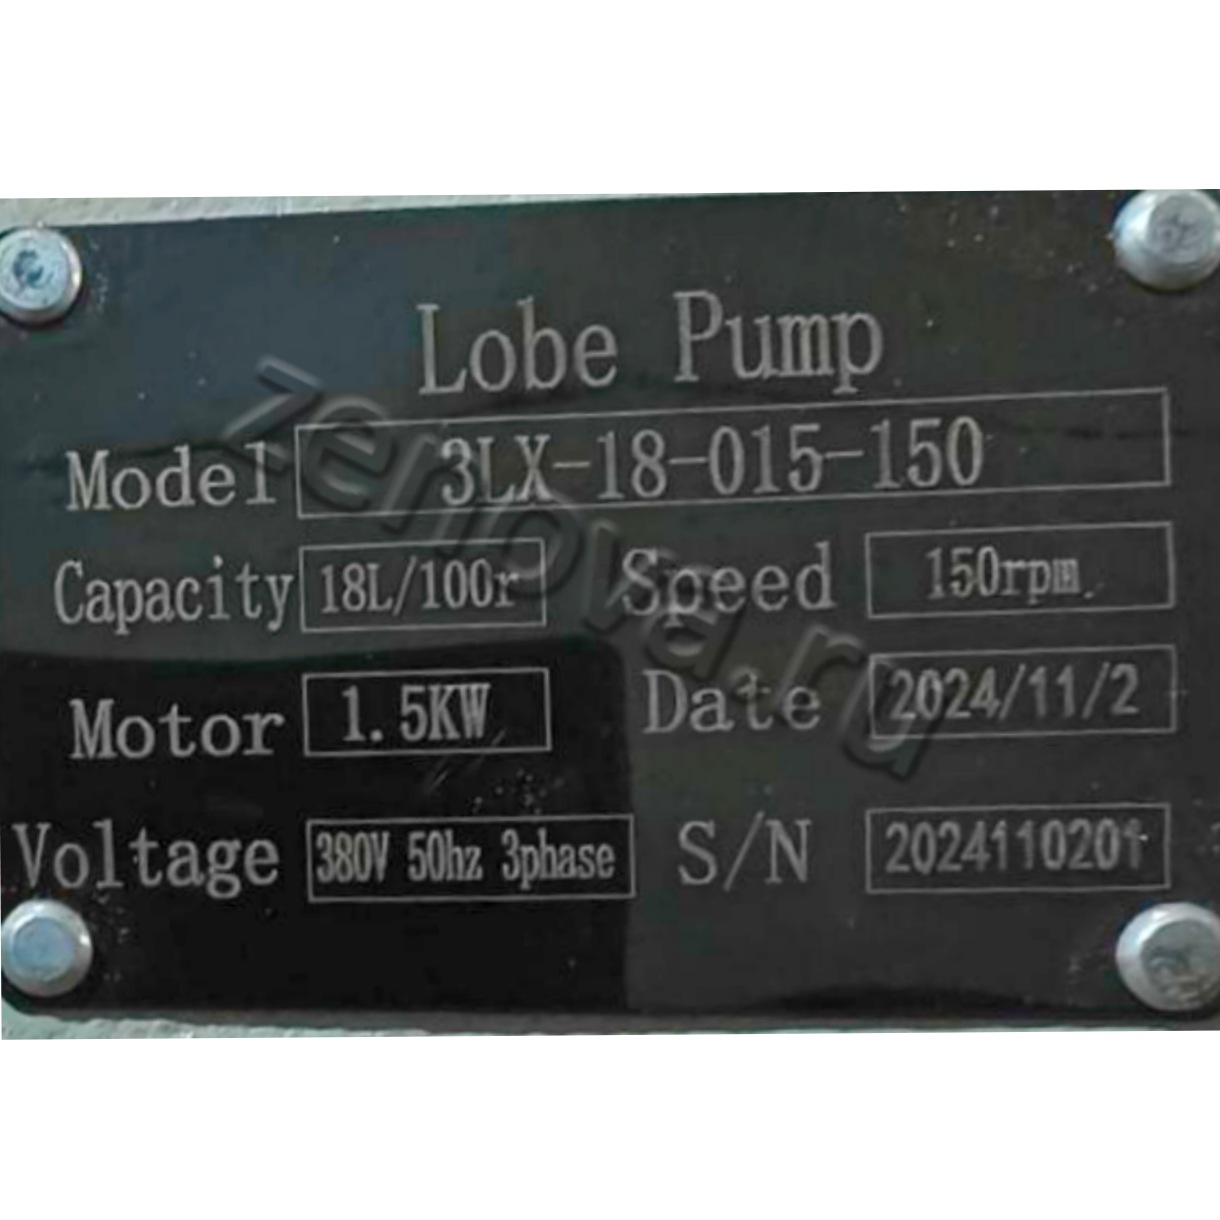 Lobe Pump
Model 3LX-18-015-150
Capacity 18L/100r Speed 150rpm
Motor 1.5KW Date 2024/11/2
Voltage 380V 50hz 3phase S/N 2024110201
zenova.ru